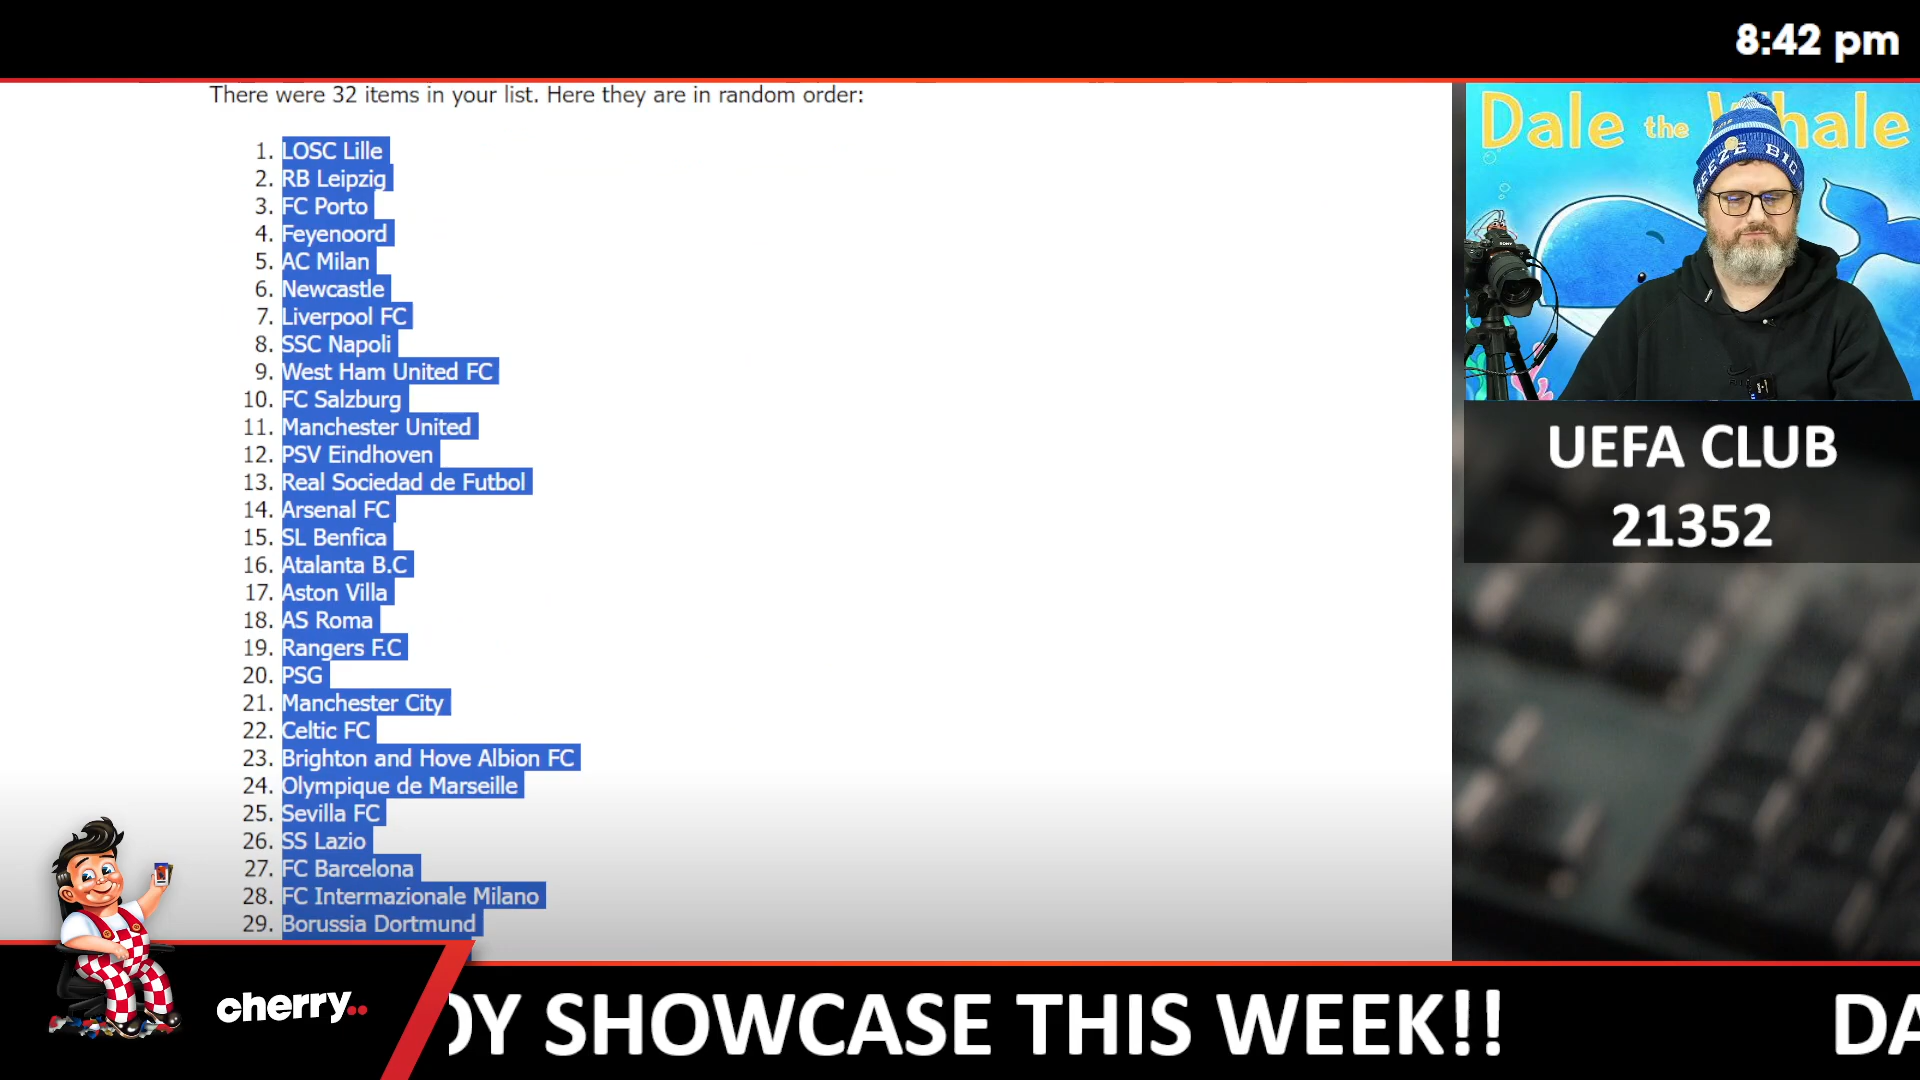 8:42 pm
There were 32 items in your list. Here they are in random order:
1. LOSC Lille
2. RB Leipzig
3. FC Porto
4. Feyenoord
5. AC Milan
6. Newcastle
7. Liverpool FC
8. SSC Napoli
9. West Ham United FC
10. FC Salzburg
11. Manchester United
12. PSV Eindhoven
13. Real Sociedad de Futbol
14. Arsenal FC
15. SL Benfica
16. Atalanta B.C
17. Aston Villa
18. AS Roma
19. Rangers F.C
20. PSG
21. Manchester City
22. Celtic FC
23. Brighton and Hove Albion FC
24. Olympique de Marseille
25. Sevilla FC
26. SS Lazio
27. FC Barcelona
28. FC Intermazionale Milano
29. Borussia Dortmund
Dale the Whale
SONY
UEFA CLUB
21352
cherry..
DY SHOWCASE THIS WEEK!! DA